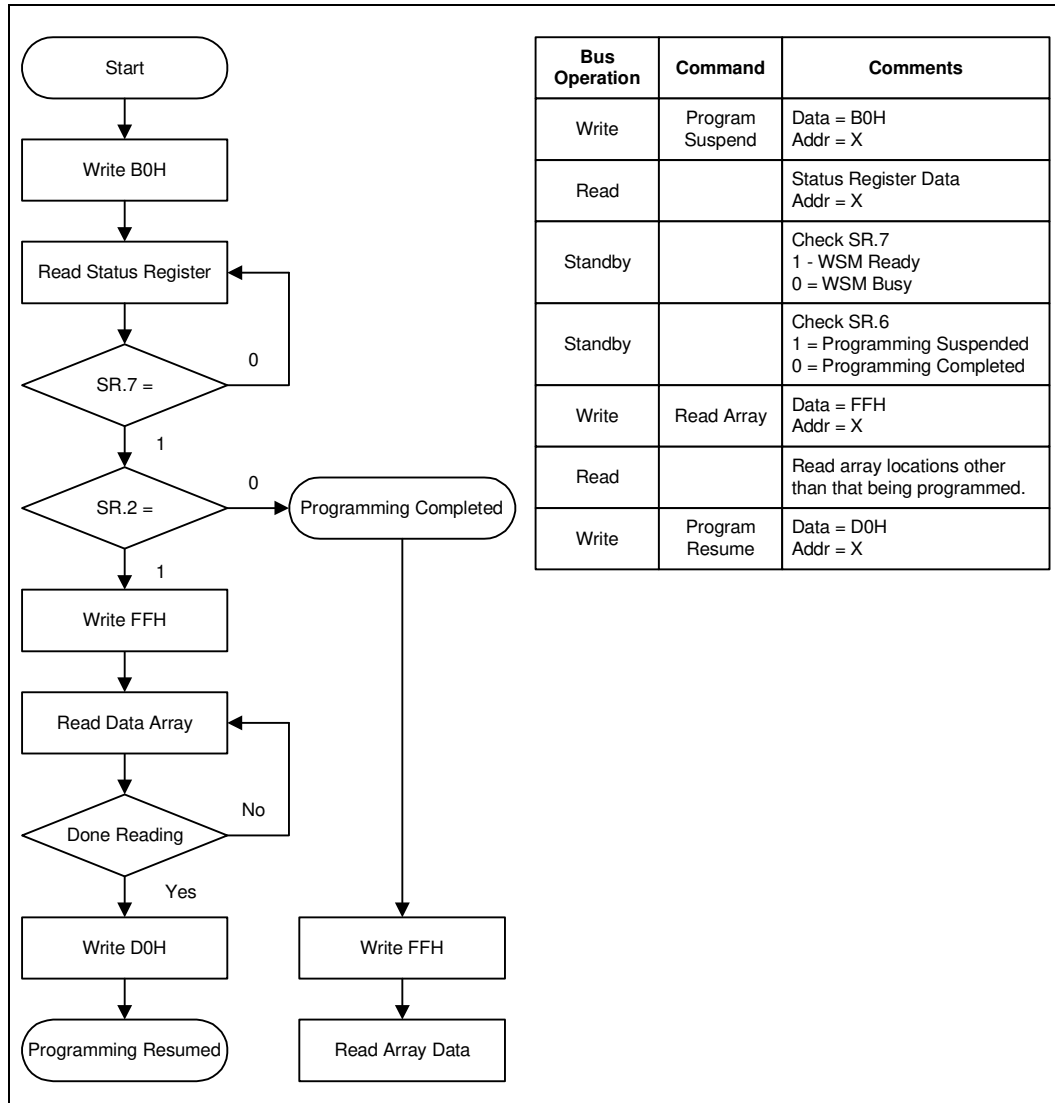 Start
Write B0H
Read Status Register
SR.7 =
0
1
SR.2 =
0
Programming Completed
1
Write FFH
Read Data Array
Done Reading
No
Yes
Write D0H
Programming Resumed
Write FFH
Read Array Data
Bus
Operation
Command
Comments
Write
Program
Suspend
Data = B0H
Addr = X
Read
Status Register Data
Addr = X
Standby
Check SR.7
1 - WSM Ready
0 = WSM Busy
Standby
Check SR.6
1 = Programming Suspended
0 = Programming Completed
Write
Read Array
Data = FFH
Addr = X
Read
Read array locations other
than that being programmed.
Write
Program
Resume
Data = D0H
Addr = X